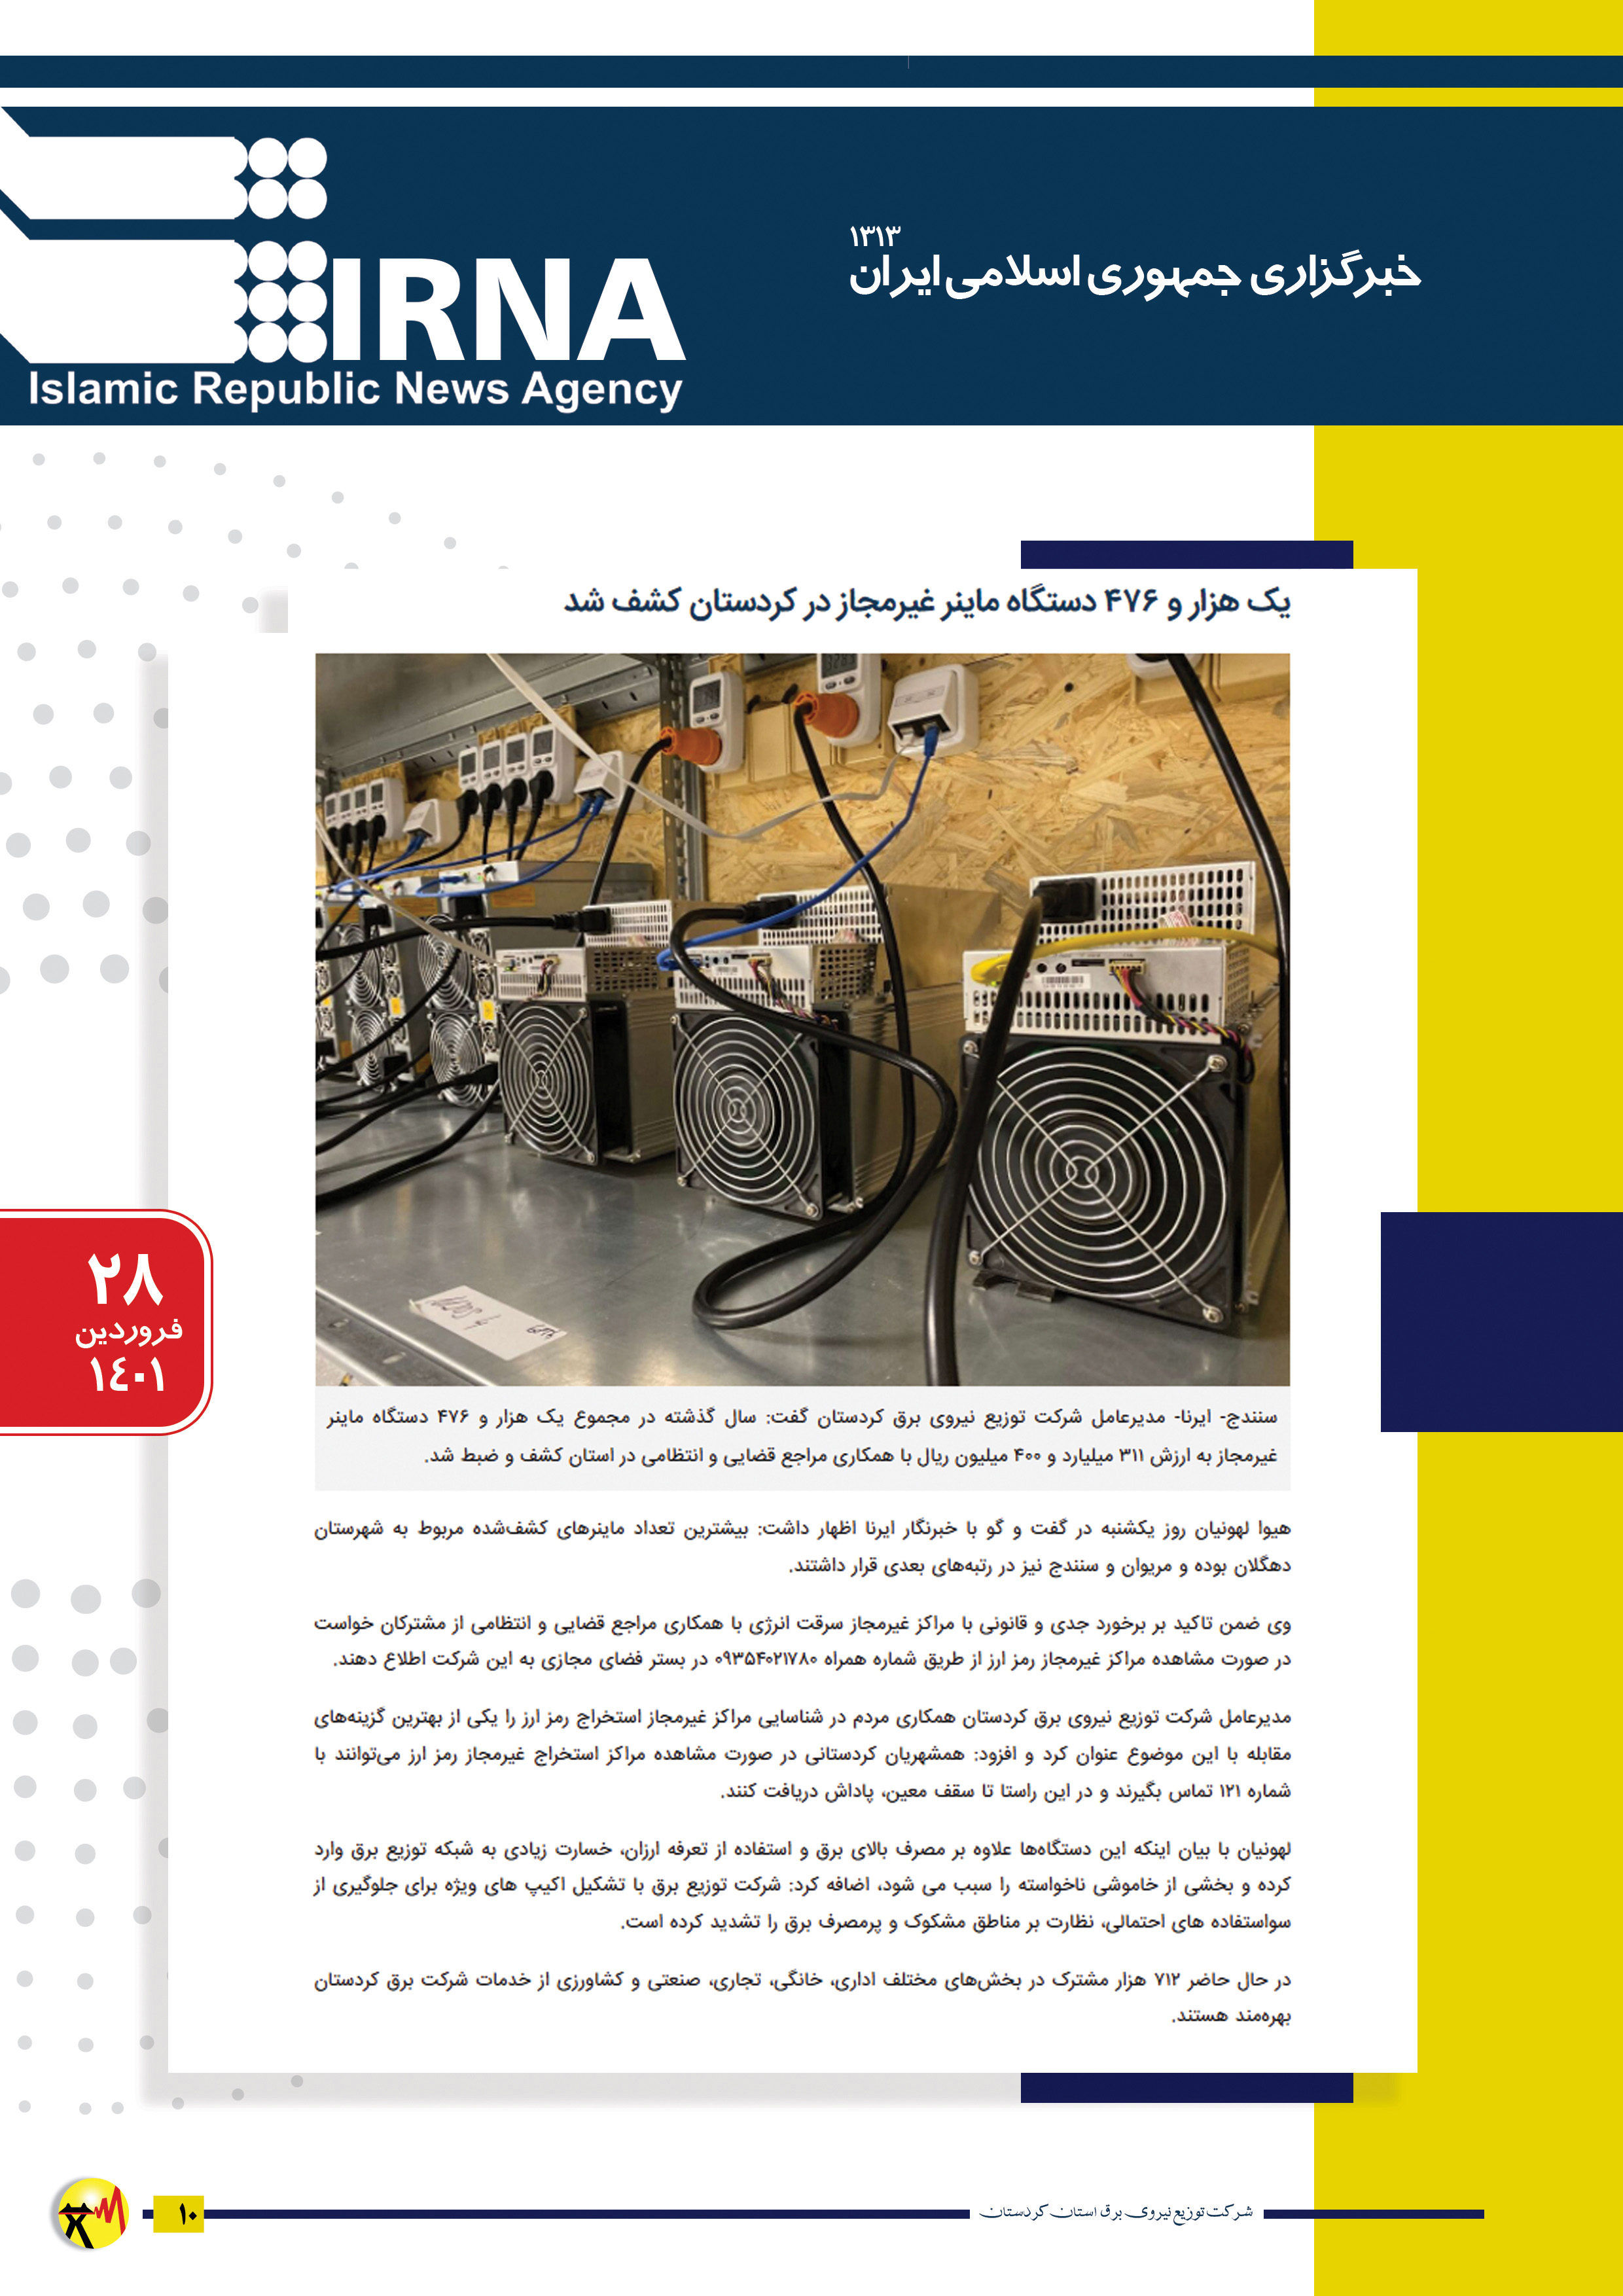 IRNA
Islamic Republic News Agency
۱۳۱۳
خبرگزاری جمهوری اسلامی ایران
یک هزار و ۴۷۶ دستگاه ماینر غیرمجاز در کردستان کشف شد
سنندج- ایرنا- مدیرعامل شرکت توزیع نیروی برق کردستان گفت: سال گذشته در مجموع یک هزار و ۴۷۶ دستگاه ماینر
غیرمجاز به ارزش ۳۱۱ میلیارد و ۴۰۰ میلیون ریال با همکاری مراجع قضایی و انتظامی در استان کشف و ضبط شد.
هیوا لهونیان روز یکشنبه در گفت و گو با خبرنگار ایرنا اظهار داشت: بیشترین تعداد ماینرهای کشف‌شده مربوط به شهرستان
دهگلان بوده و مریوان و سنندج نیز در رتبه‌های بعدی قرار داشتند.
وی ضمن تاکید بر برخورد جدی و قانونی با مراکز غیرمجاز سرقت انرژی با همکاری مراجع قضایی و انتظامی از مشترکان خواست
در صورت مشاهده مراکز غیرمجاز رمز ارز از طریق شماره همراه ۰۹۳۵۴۰۲۱۷۸۰ در بستر فضای مجازی به این شرکت اطلاع دهند.
مدیرعامل شرکت توزیع نیروی برق کردستان همکاری مردم در شناسایی مراکز غیرمجاز استخراج رمز ارز را یکی از بهترین گزینه‌های
مقابله با این موضوع عنوان کرد و افزود: همشهریان کردستانی در صورت مشاهده مراکز استخراج غیرمجاز رمز ارز می‌توانند با
شماره ۱۲۱ تماس بگیرند و در این راستا تا سقف معین، پاداش دریافت کنند.
لهونیان با بیان اینکه این دستگاه‌ها علاوه بر مصرف بالای برق و استفاده از تعرفه ارزان، خسارت زیادی به شبکه توزیع برق وارد
کرده و بخشی از خاموشی ناخواسته را سبب می شود، اضافه کرد: شرکت توزیع برق با تشکیل اکیپ های ویژه برای جلوگیری از
سواستفاده های احتمالی، نظارت بر مناطق مشکوک و پرمصرف برق را تشدید کرده است.
در حال حاضر ۷۱۲ هزار مشترک در بخش‌های مختلف اداری، خانگی، تجاری، صنعتی و کشاورزی از خدمات شرکت برق کردستان
بهره‌مند هستند.
۲۸
فروردین
۱٤۰۱
شرکت توزیع نیروی برق استان کردستان
۱۰